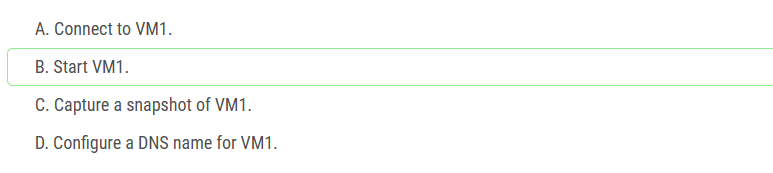 A. Connect to VM1.
B. Start VM1.
C. Capture a snapshot of VM1.
D. Configure a DNS name for VM1.